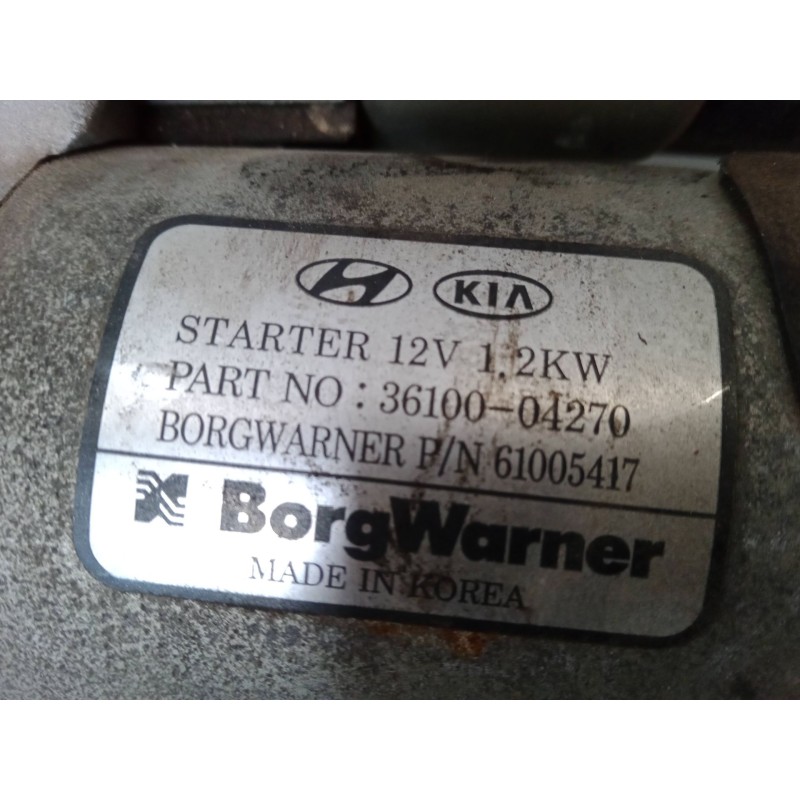 KIA
STARTER 12V 1.2KW
PART NO : 36100-04270
BORGWARNER P/N 61005417
BorgWarner
MADE IN KOREA